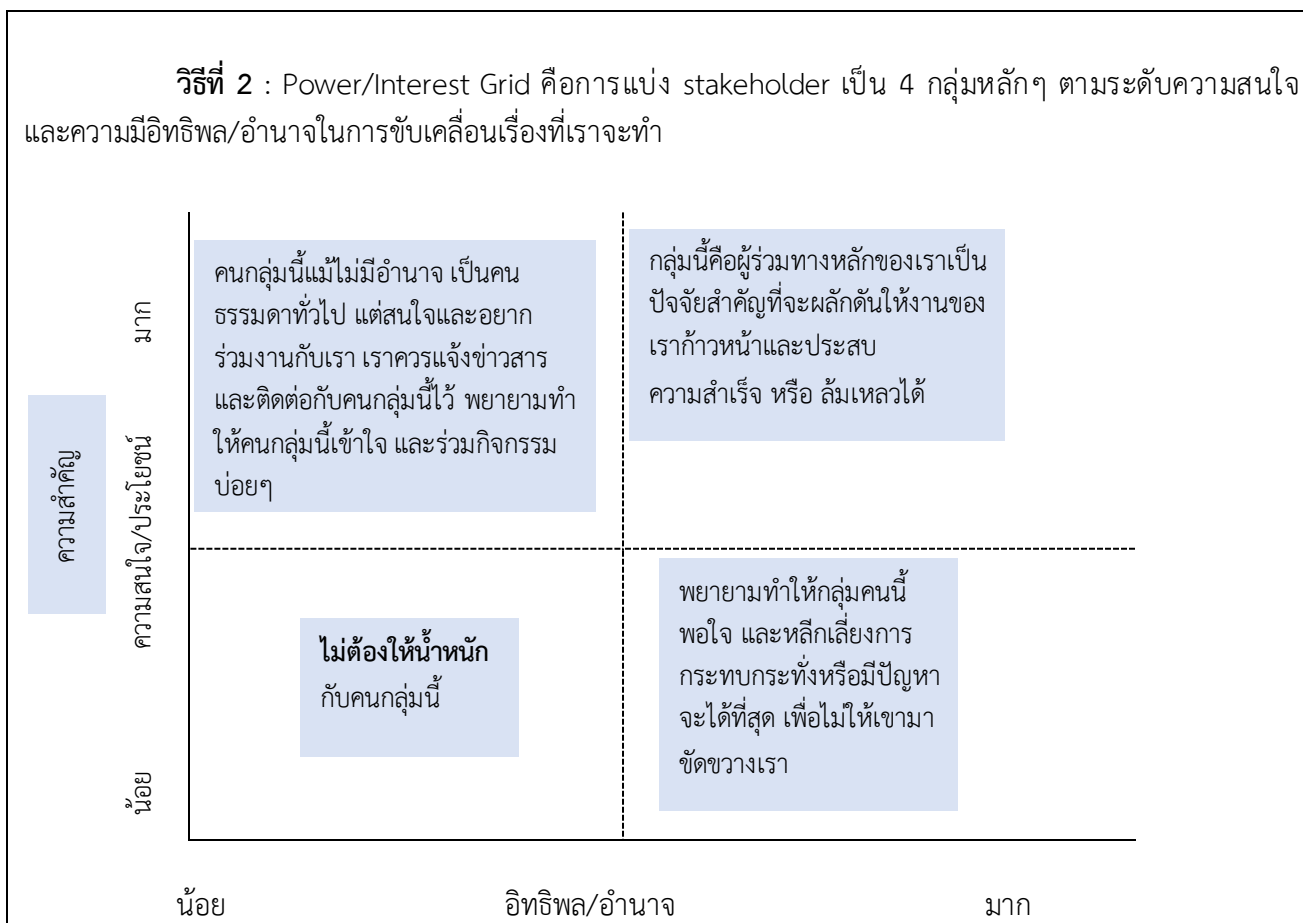 วิธีที่ 2 : Power/Interest Grid คือการแบ่ง stakeholder เป็น 4 กลุ่มหลักๆ ตามระดับความสนใจ
และความมีอิทธิพล/อำนาจในการขับเคลื่อนเรื่องที่เราจะทำ
คนกลุ่มนี้แม้ไม่มีอำนาจ เป็นคน
ธรรมดาทั่วไป แต่สนใจและอยาก
ร่วมงานกับเรา เราควรแจ้งข่าวสาร
และติดต่อกับคนกลุ่มนี้ไว้ พยายามทำ
ให้คนกลุ่มนี้เข้าใจ และร่วมกิจกรรม
บ่อยๆ
กลุ่มนี้คือผู้ร่วมทางหลักของเราเป็น
ปัจจัยสำคัญที่จะผลักดันให้งานของ
เราก้าวหน้าและประสบ
ความสำเร็จ หรือ ล้มเหลวได้
มาก
ความสำคัญ
ความสนใจ/ประโยชน์
น้อย
ไม่ต้องให้น้ำหนัก
กับคนกลุ่มนี้
พยายามทำให้กลุ่มคนนี้
พอใจ และหลีกเลี่ยงการ
กระทบกระทั่งหรือมีปัญหา
จะได้ที่สุด เพื่อไม่ให้เขามา
ขัดขวางเรา
น้อย
อิทธิพล/อำนาจ
มาก